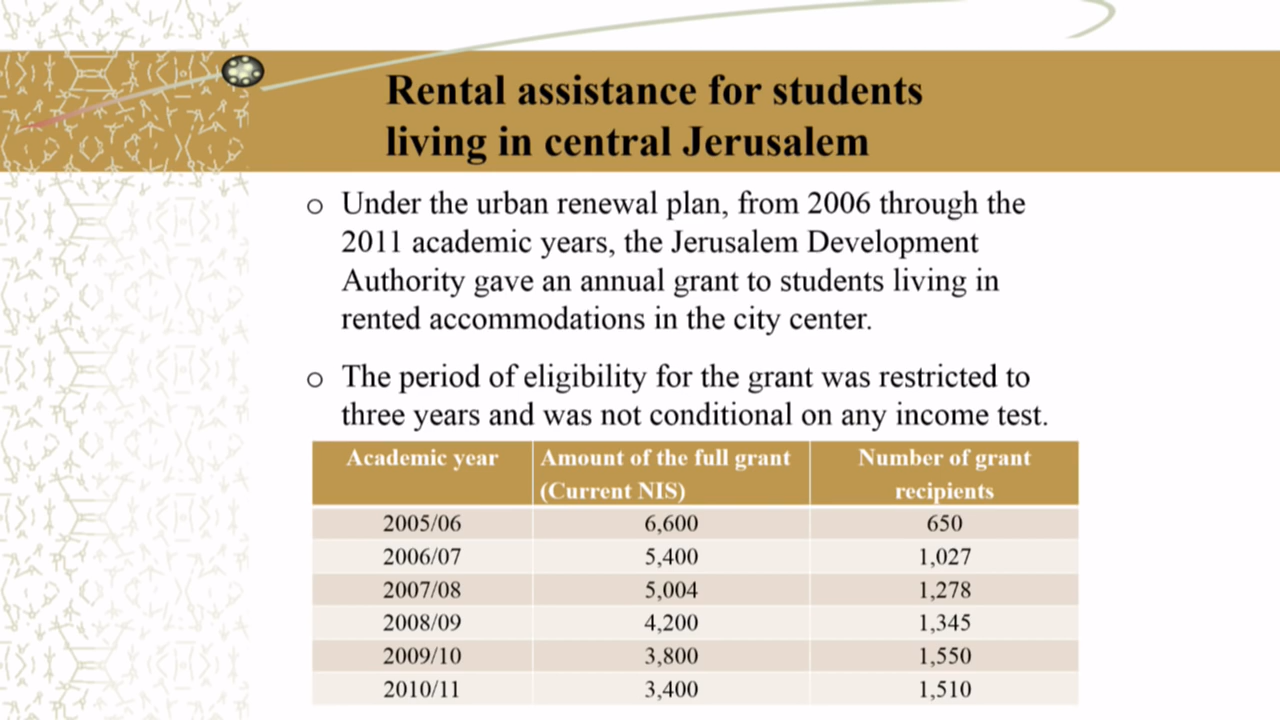 Rental assistance for students
living in central Jerusalem
o Under the urban renewal plan, from 2006 through the
2011 academic years, the Jerusalem Development
Authority gave an annual grant to students living in
rented accommodations in the city center.
o The period of eligibility for the grant was restricted to
three years and was not conditional on any income test.
Academic year Amount of the full grant (Current NIS) Number of grant recipients
2005/06 6,600 650
2006/07 5,400 1,027
2007/08 5,004 1,278
2008/09 4,200 1,345
2009/10 3,800 1,550
2010/11 3,400 1,510